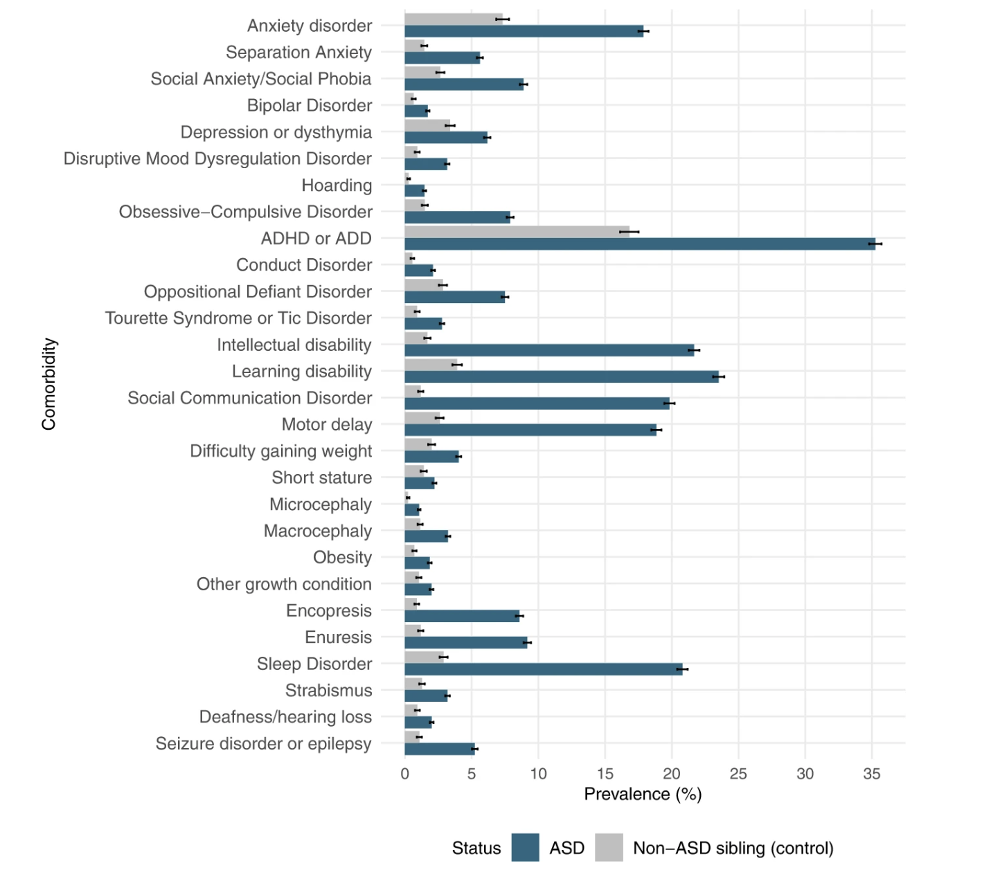 Comorbidity
Anxiety disorder
Separation Anxiety
Social Anxiety/Social Phobia
Bipolar Disorder
Depression or dysthymia
Disruptive Mood Dysregulation Disorder
Hoarding
Obsessive−Compulsive Disorder
ADHD or ADD
Conduct Disorder
Oppositional Defiant Disorder
Tourette Syndrome or Tic Disorder
Intellectual disability
Learning disability
Social Communication Disorder
Motor delay
Difficulty gaining weight
Short stature
Microcephaly
Macrocephaly
Obesity
Other growth condition
Encopresis
Enuresis
Sleep Disorder
Strabismus
Deafness/hearing loss
Seizure disorder or epilepsy
0 5 10 15 20 25 30 35
Prevalence (%)
Status ASD Non−ASD sibling (control)